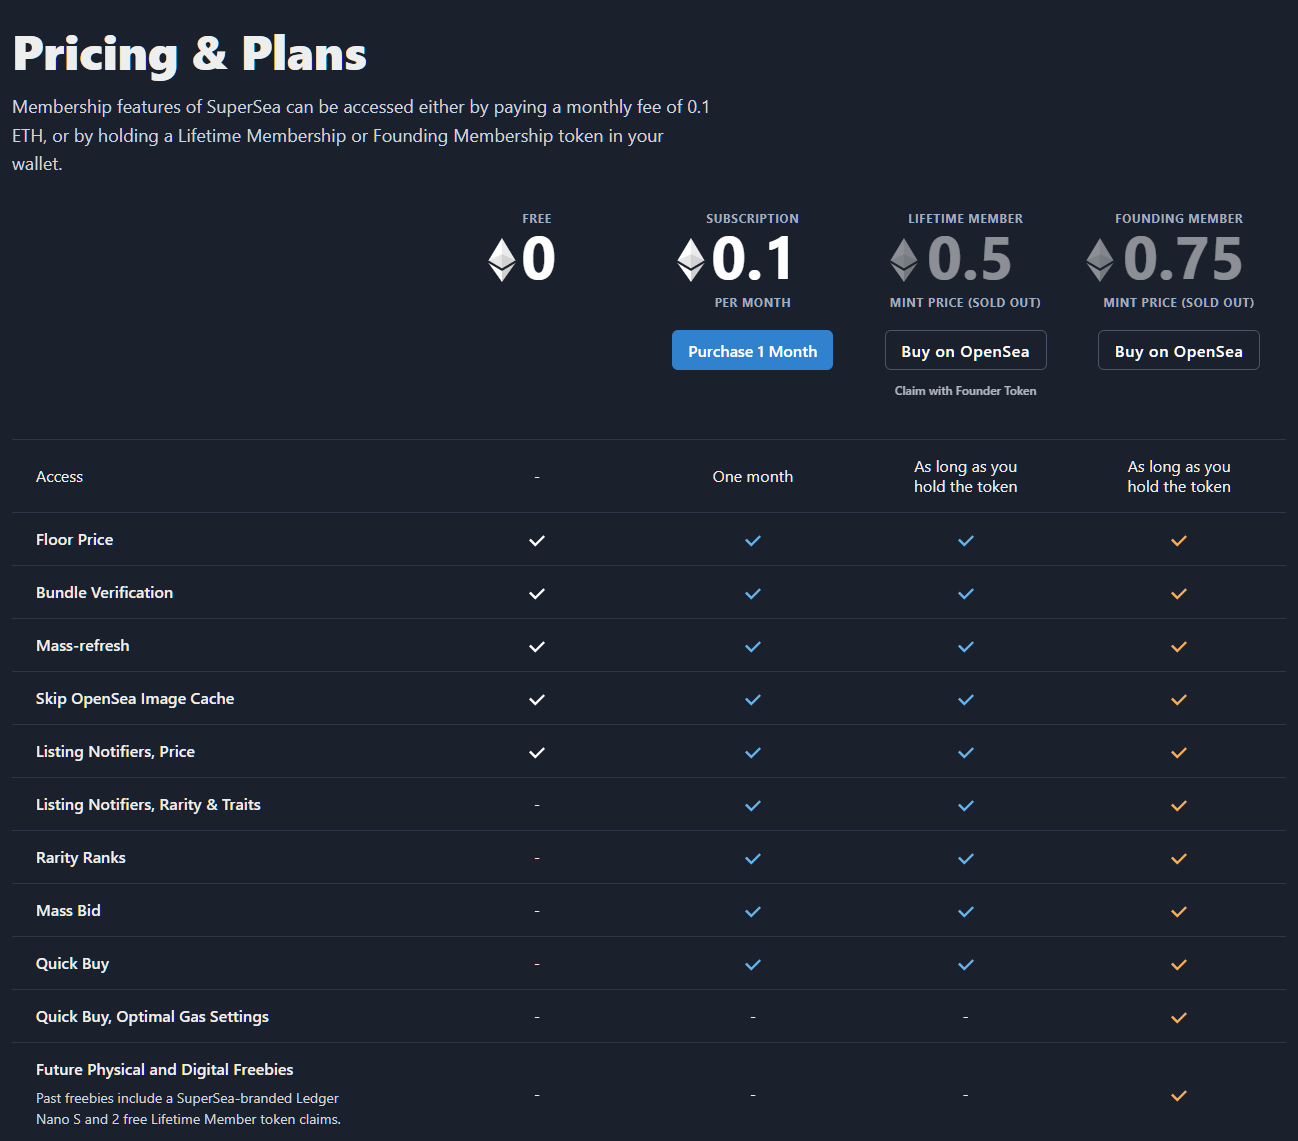 Pricing & Plans
Membership features of SuperSea can be accessed either by paying a monthly fee of 0.1
ETH, or by holding a Lifetime Membership or Founding Membership token in your
wallet.
FREE SUBSCRIPTION LIFETIME MEMBER FOUNDING MEMBER
0 0.1 0.5 0.75
PER MONTH MINT PRICE (SOLD OUT) MINT PRICE (SOLD OUT)
Purchase 1 Month Buy on OpenSea Buy on OpenSea
Claim with Founder Token
Access - One month As long as you hold the token As long as you hold the token
Floor Price ✓ ✓ ✓ ✓
Bundle Verification ✓ ✓ ✓ ✓
Mass-refresh ✓ ✓ ✓ ✓
Skip OpenSea Image Cache ✓ ✓ ✓ ✓
Listing Notifiers, Price ✓ ✓ ✓ ✓
Listing Notifiers, Rarity & Traits - ✓ ✓ ✓
Rarity Ranks - ✓ ✓ ✓
Mass Bid - ✓ ✓ ✓
Quick Buy - ✓ ✓ ✓
Quick Buy, Optimal Gas Settings - - - ✓
Future Physical and Digital Freebies
Past freebies include a SuperSea-branded Ledger
Nano S and 2 free Lifetime Member token claims. - - - ✓